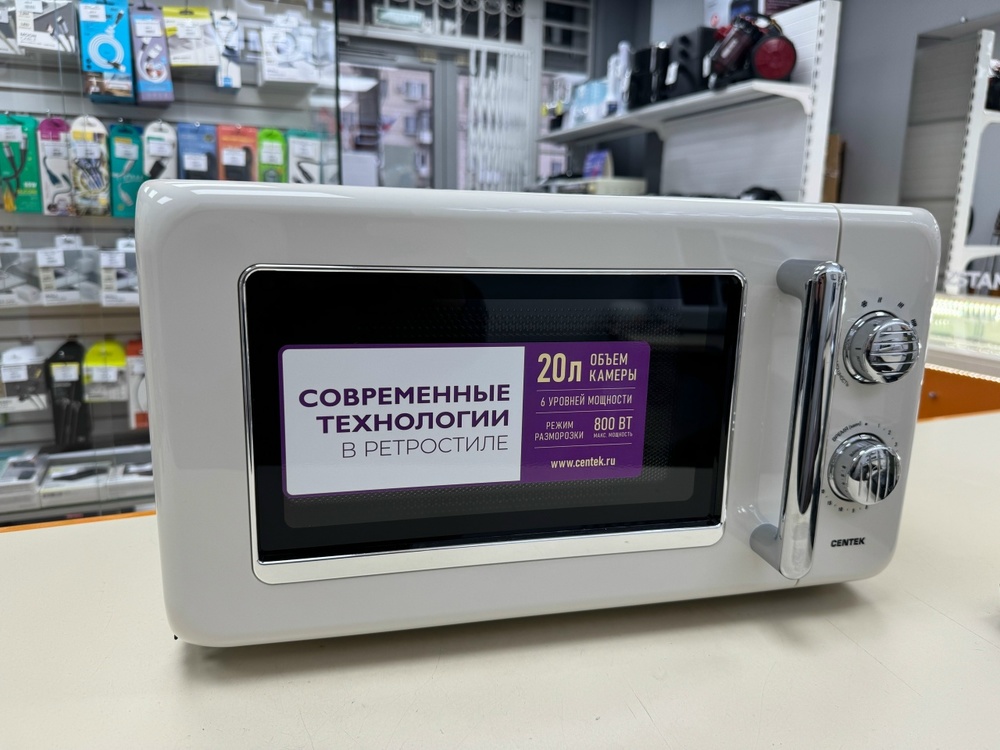 СОВРЕМЕННЫЕ
ТЕХНОЛОГИИ
В РЕТРОСТИЛЕ
20л ОБЪЕМ
КАМЕРЫ
6 УРОВНЕЙ МОЩНОСТИ
РЕЖИМ
РАЗМОРОЗКИ
800 ВТ
МАКС. МОЩНОСТЬ
www.centek.ru
CENTEK